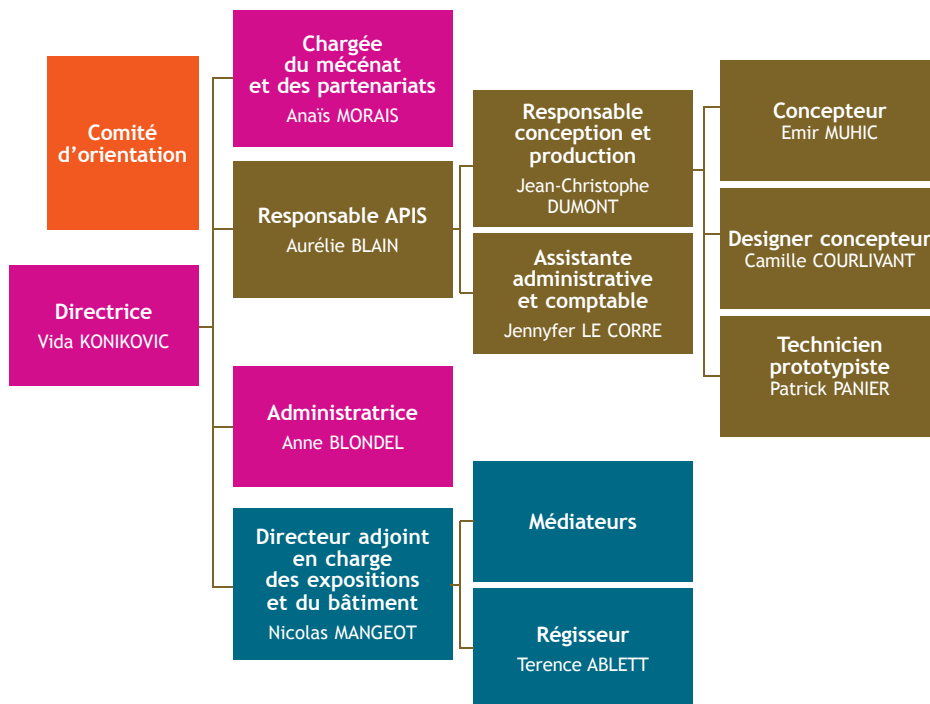 Comité
d’orientation
Directrice
Vida KONIKOVIC
Chargée
du mécénat
et des partenariats
Anaïs MORAIS
Responsable APIS
Aurélie BLAIN
Administratrice
Anne BLONDEL
Directeur adjoint
en charge
des expositions
et du bâtiment
Nicolas MANGEOT
Responsable
conception et
production
Jean-Christophe
DUMONT
Assistante
administrative
et comptable
Jennyfer LE CORRE
Médiateurs
Régisseur
Terence ABLETT
Concepteur
Emir MUHIC
Designer concepteur
Camille COURLIVANT
Technicien
prototypiste
Patrick PANIER